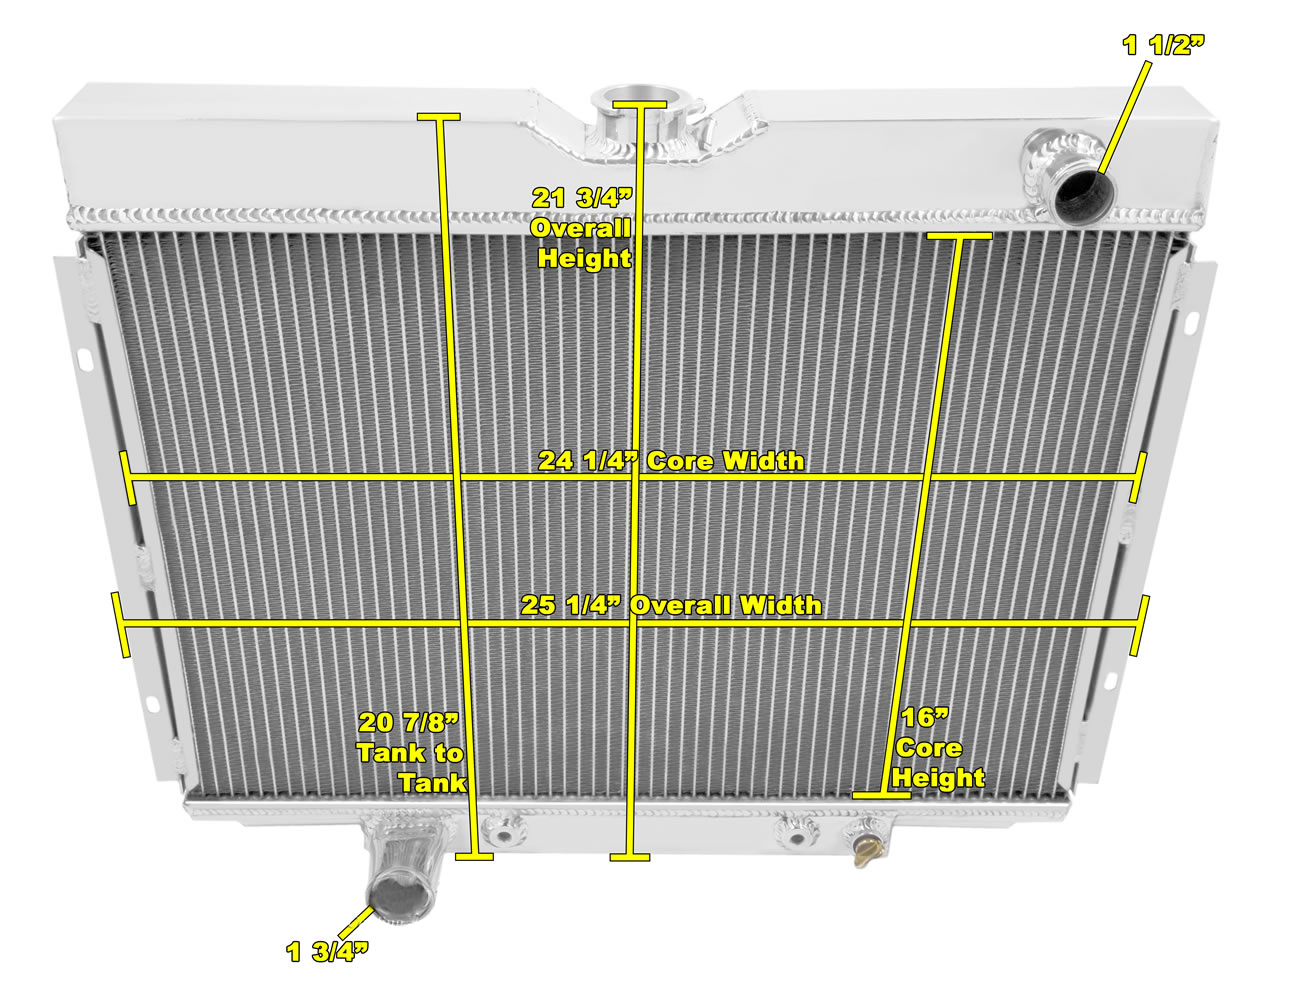 1 1/2”
21 3/4”
Overall
Height
24 1/4” Core Width
25 1/4” Overall Width
20 7/8”
Tank to
Tank
16”
Core
Height
1 3/4”